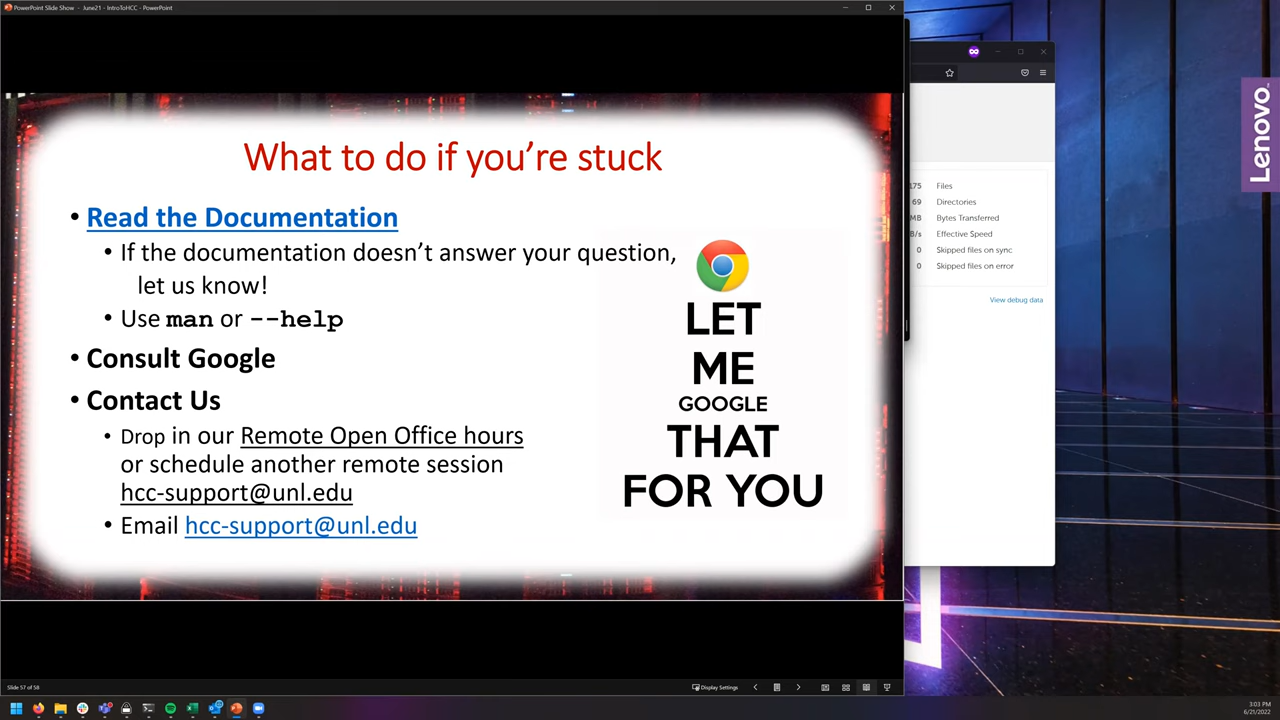 PowerPoint Slide Show - June21 - IntroToHCC - PowerPoint
What to do if you're stuck
• Read the Documentation
• If the documentation doesn't answer your question,
let us know!
• Use man or --help
• Consult Google
• Contact Us
• Drop in our Remote Open Office hours
or schedule another remote session
hcc-support@unl.edu
• Email hcc-support@unl.edu
LET
ME
GOOGLE
THAT
FOR YOU
175 Files
69 Directories
MB Bytes Transferred
B/s Effective Speed
0 Skipped files on sync
0 Skipped files on error
View debug data
Lenovo
Slide 57 of 58
Display Settings
3:03 PM
6/21/2022